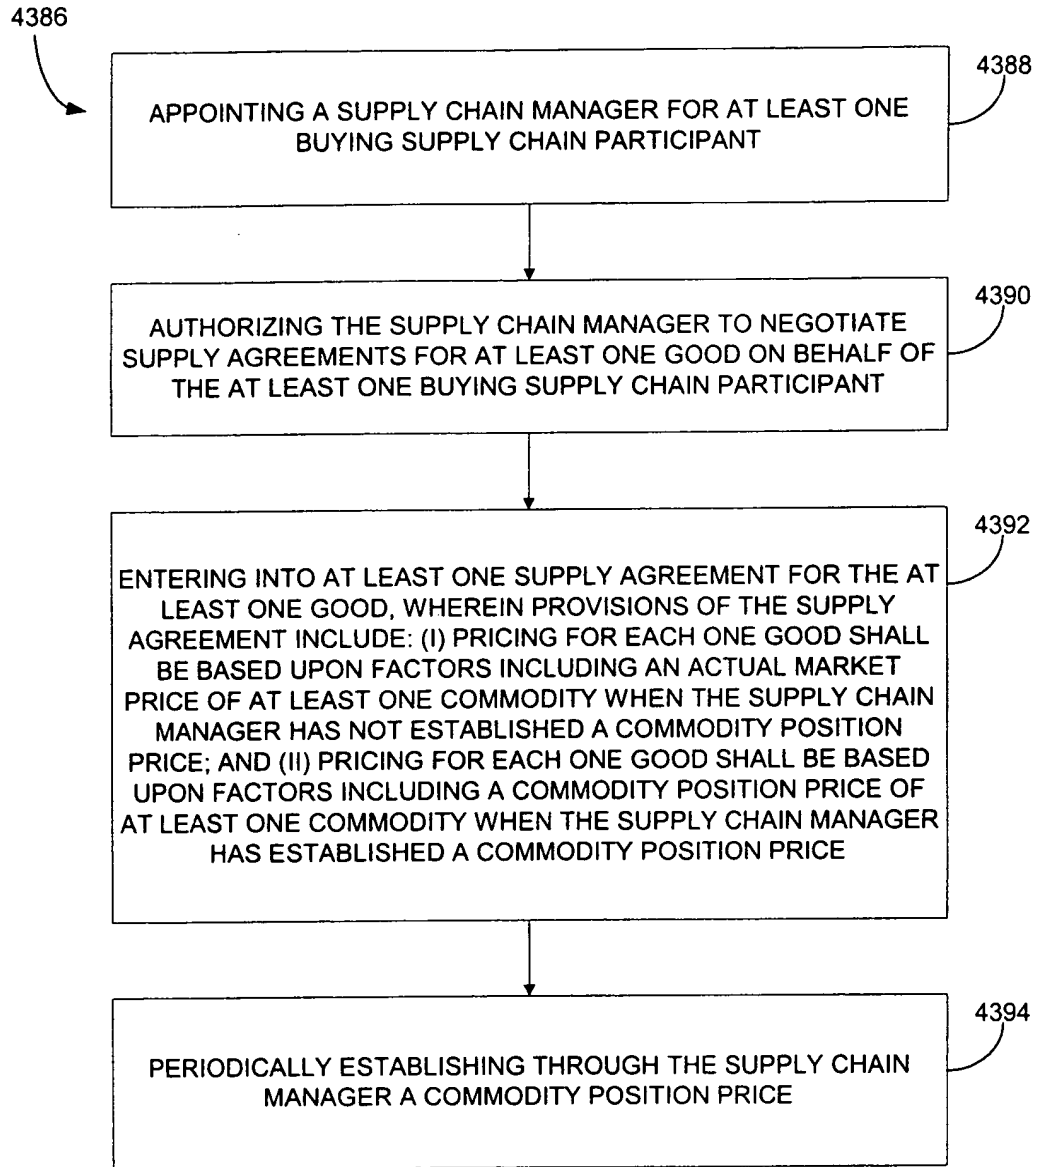 4386
4388
APPOINTING A SUPPLY CHAIN MANAGER FOR AT LEAST ONE
BUYING SUPPLY CHAIN PARTICIPANT
4390
AUTHORIZING THE SUPPLY CHAIN MANAGER TO NEGOTIATE
SUPPLY AGREEMENTS FOR AT LEAST ONE GOOD ON BEHALF OF
THE AT LEAST ONE BUYING SUPPLY CHAIN PARTICIPANT
4392
ENTERING INTO AT LEAST ONE SUPPLY AGREEMENT FOR THE AT
LEAST ONE GOOD, WHEREIN PROVISIONS OF THE SUPPLY
AGREEMENT INCLUDE: (I) PRICING FOR EACH ONE GOOD SHALL
BE BASED UPON FACTORS INCLUDING AN ACTUAL MARKET
PRICE OF AT LEAST ONE COMMODITY WHEN THE SUPPLY CHAIN
MANAGER HAS NOT ESTABLISHED A COMMODITY POSITION
PRICE; AND (II) PRICING FOR EACH ONE GOOD SHALL BE BASED
UPON FACTORS INCLUDING A COMMODITY POSITION PRICE OF
AT LEAST ONE COMMODITY WHEN THE SUPPLY CHAIN MANAGER
HAS ESTABLISHED A COMMODITY POSITION PRICE
4394
PERIODICALLY ESTABLISHING THROUGH THE SUPPLY CHAIN
MANAGER A COMMODITY POSITION PRICE